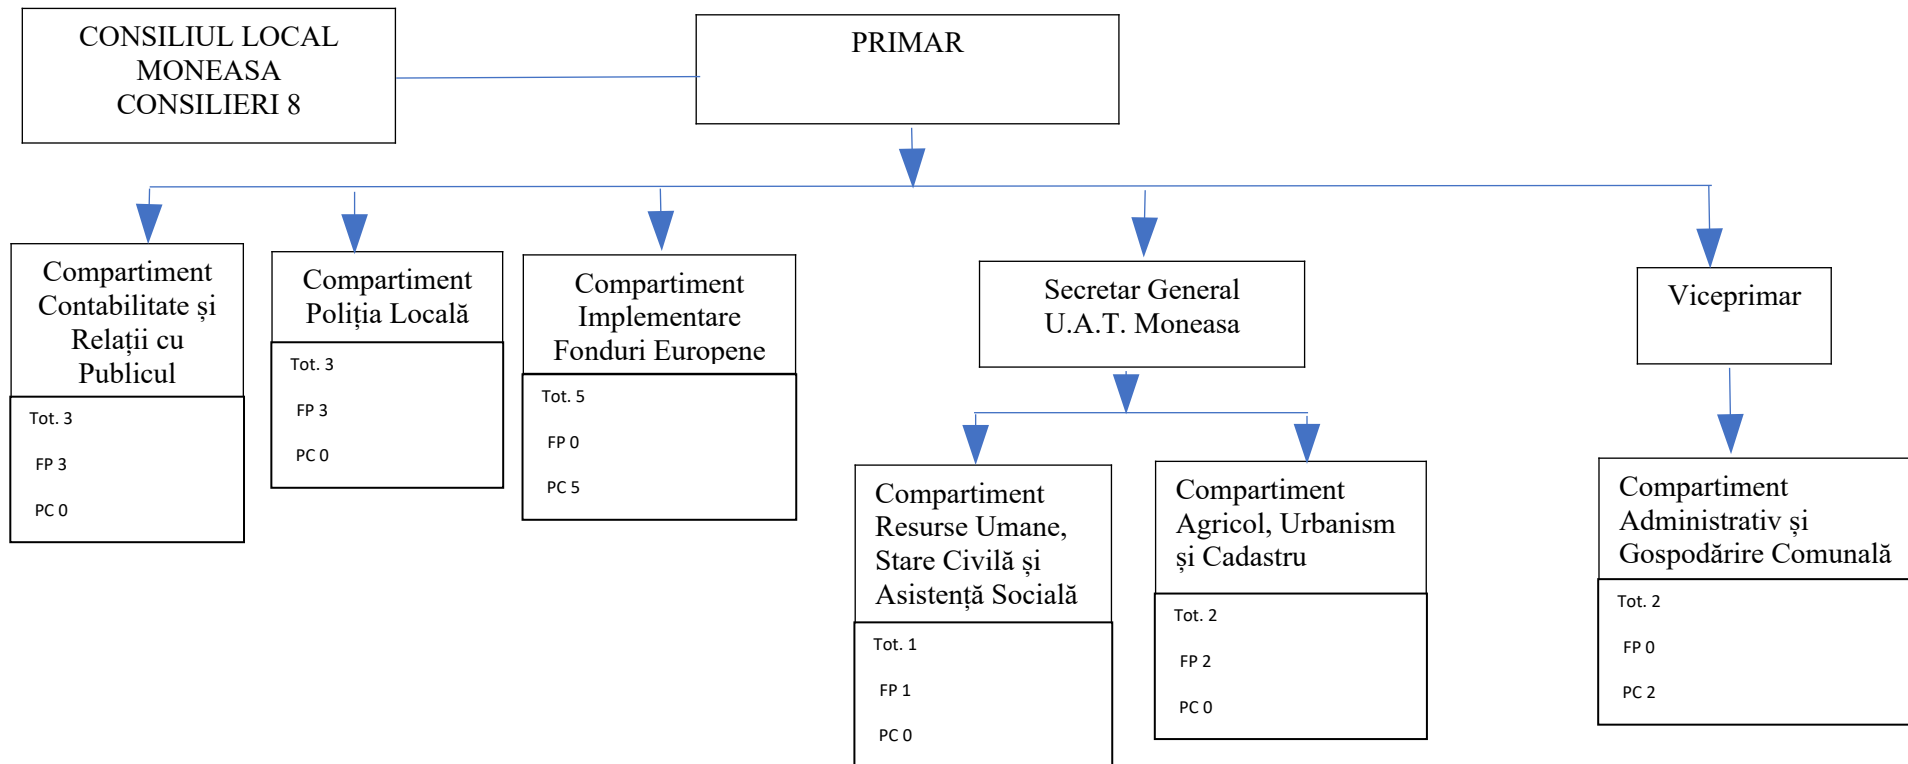 CONSILIUL LOCAL
MONEASA
CONSILIERI 8
PRIMAR
Compartiment
Contabilitate și
Relații cu
Publicul
Tot. 3
FP 3
PC 0
Compartiment
Poliția Locală
Tot. 3
FP 3
PC 0
Compartiment
Implementare
Fonduri Europene
Tot. 5
FP 0
PC 5
Secretar General
U.A.T. Moneasa
Viceprimar
Compartiment
Resurse Umane,
Stare Civilă și
Asistență Socială
Tot. 1
FP 1
PC 0
Compartiment
Agricol, Urbanism
și Cadastru
Tot. 2
FP 2
PC 0
Compartiment
Administrativ și
Gospodărire Comunală
Tot. 2
FP 0
PC 2